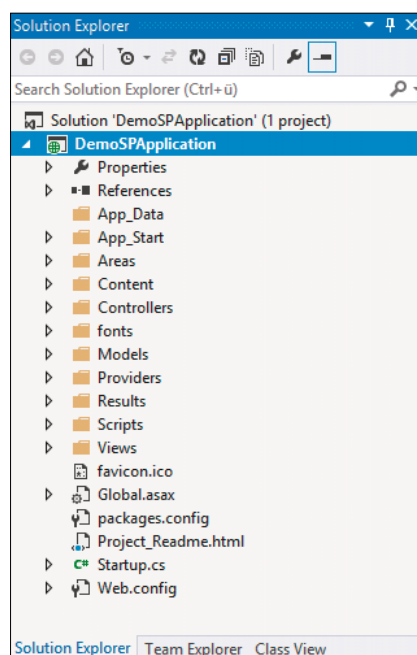 Solution Explorer
Search Solution Explorer (Ctrl+ü)
Solution 'DemoSPApplication' (1 project)
DemoSPApplication
Properties
References
App_Data
App_Start
Areas
Content
Controllers
fonts
Models
Providers
Results
Scripts
Views
favicon.ico
Global.asax
packages.config
Project_Readme.html
C# Startup.cs
Web.config
Solution Explorer Team Explorer Class View